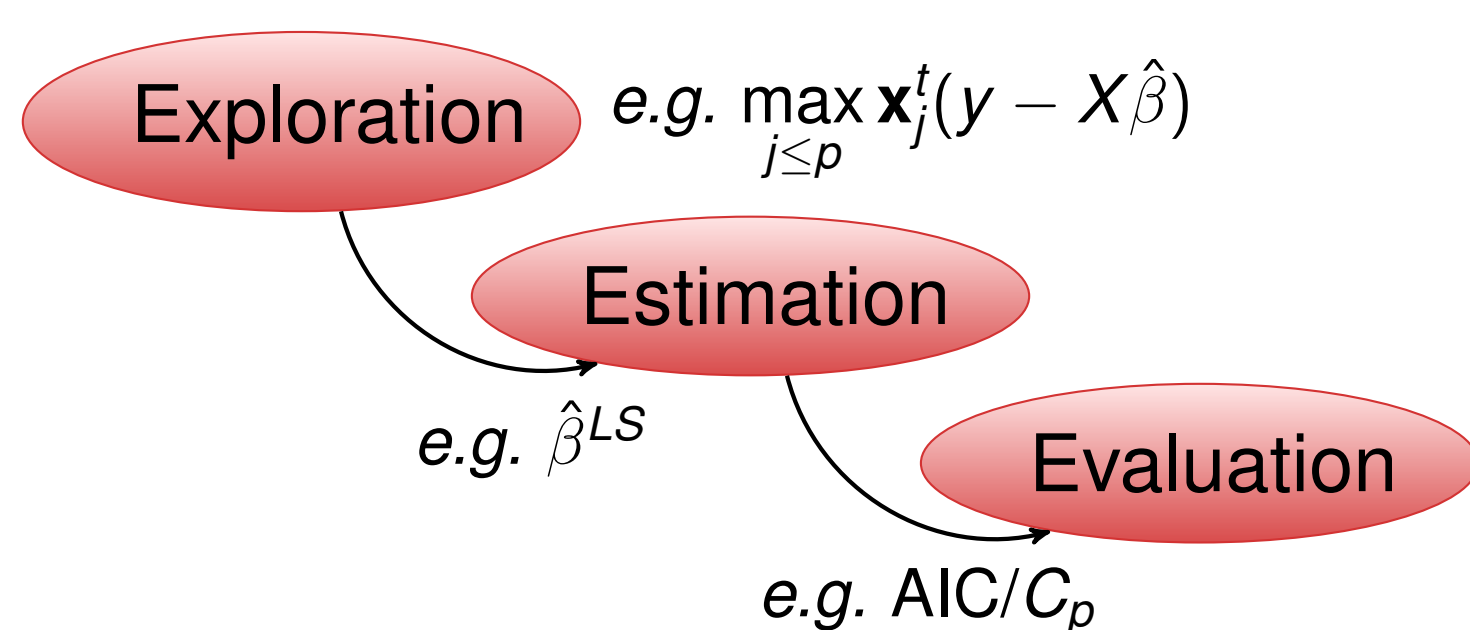 Exploration e.g. max_{j≤p} 𝐱_j^t(y − Xβ̂)
Estimation
e.g. β̂^{LS}
Evaluation
e.g. AIC/C_p